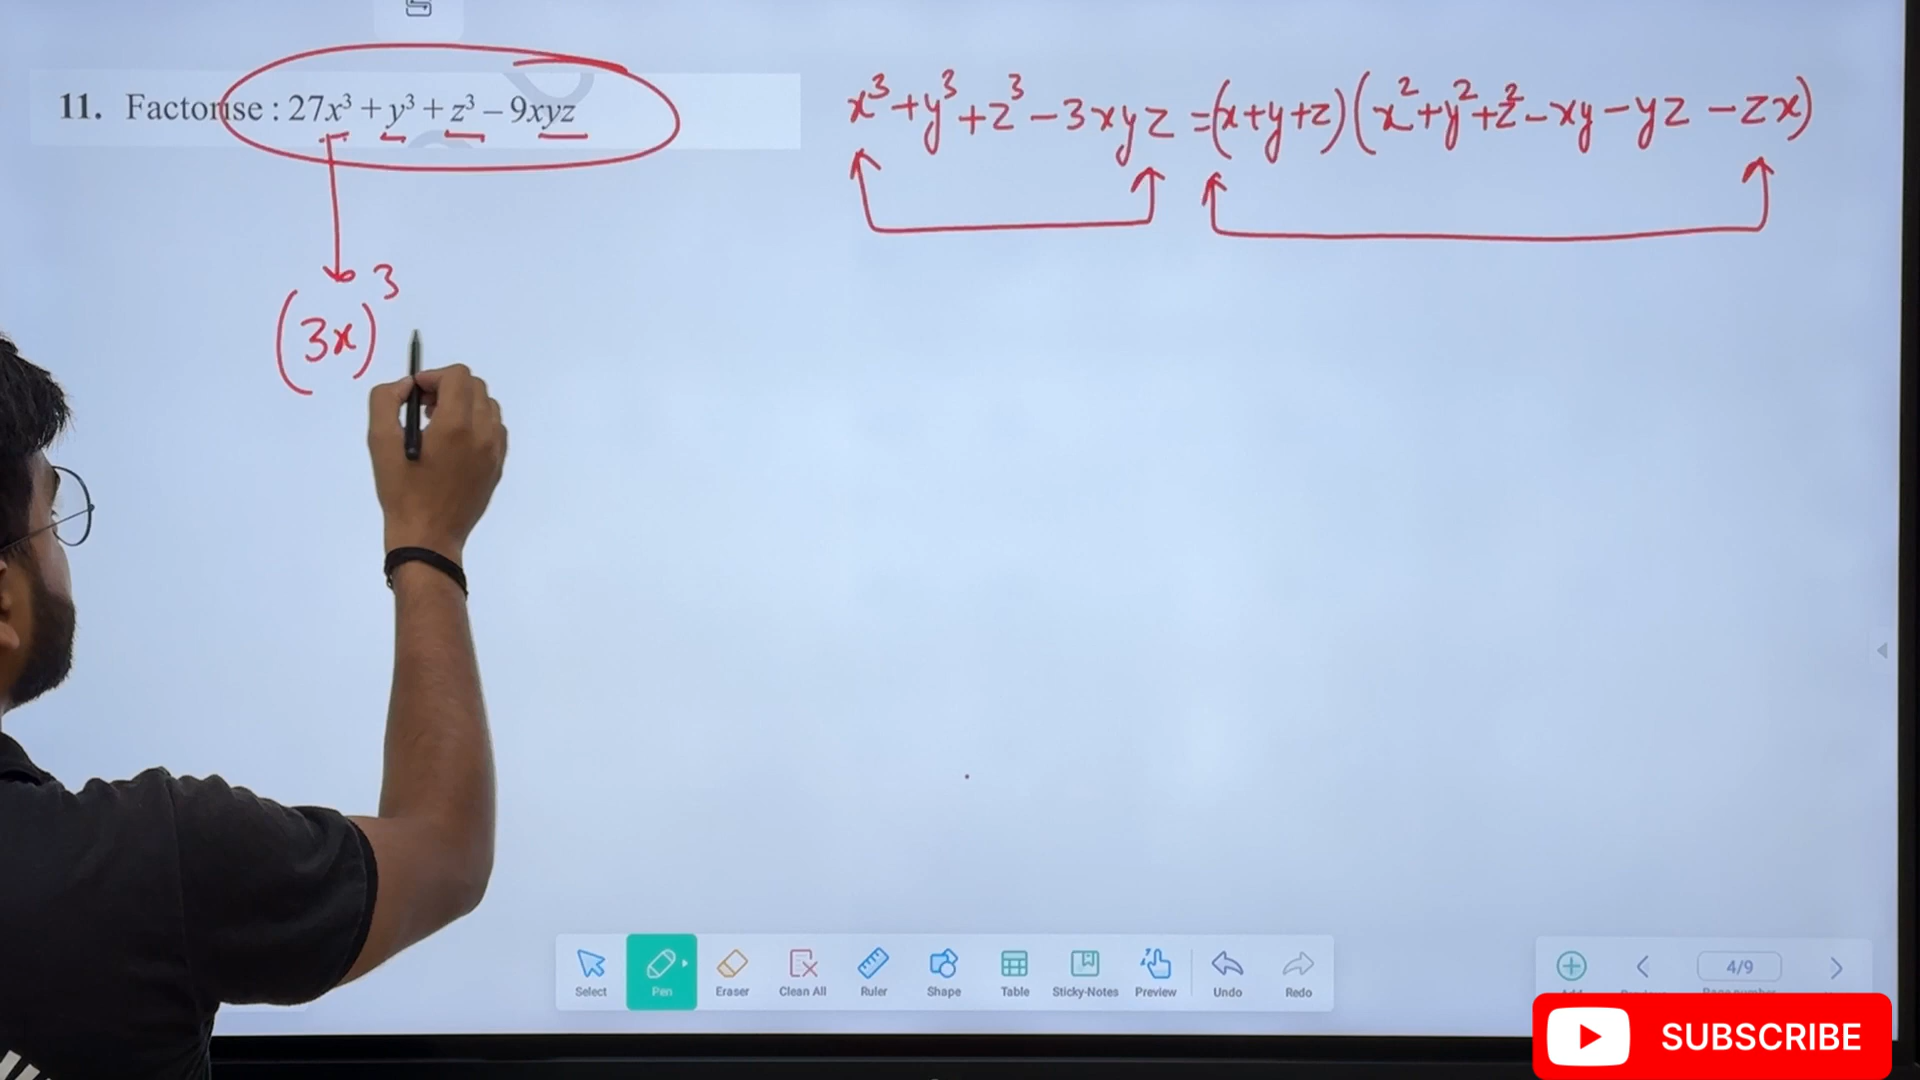 11. Factorise : 27x³ + y³ + z³ – 9xyz
x³+y³+z³-3xyz =(x+y+z)(x²+y²+z²-xy-yz-zx)
(3x)³
Select Pen Eraser Clean All Ruler Shape Table Sticky-Notes Preview Undo Redo
4/9
SUBSCRIBE